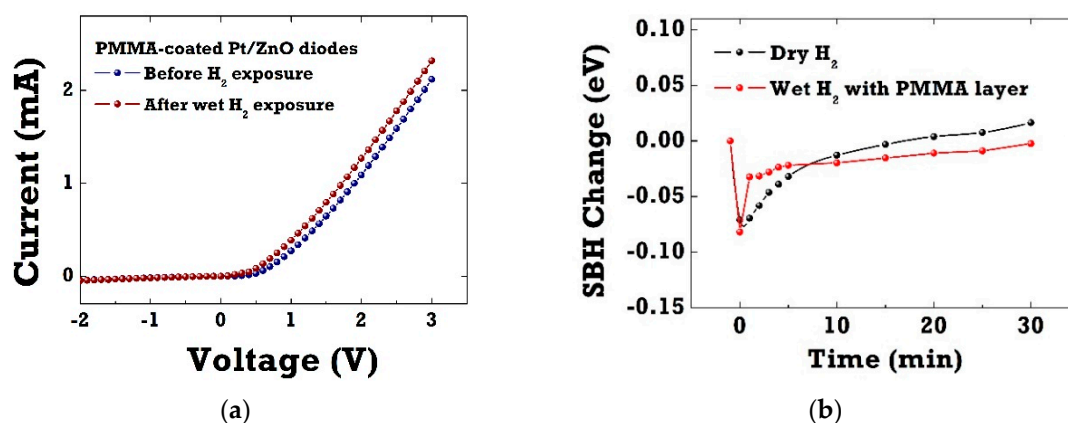 PMMA-coated Pt/ZnO diodes
Before H2 exposure
After wet H2 exposure
Current (mA)
2
1
0
-2
-1
0
1
2
3
Voltage (V)
(a)
Dry H2
Wet H2 with PMMA layer
SBH Change (eV)
0.10
0.05
0.00
-0.05
-0.10
-0.15
0
10
20
30
Time (min)
(b)